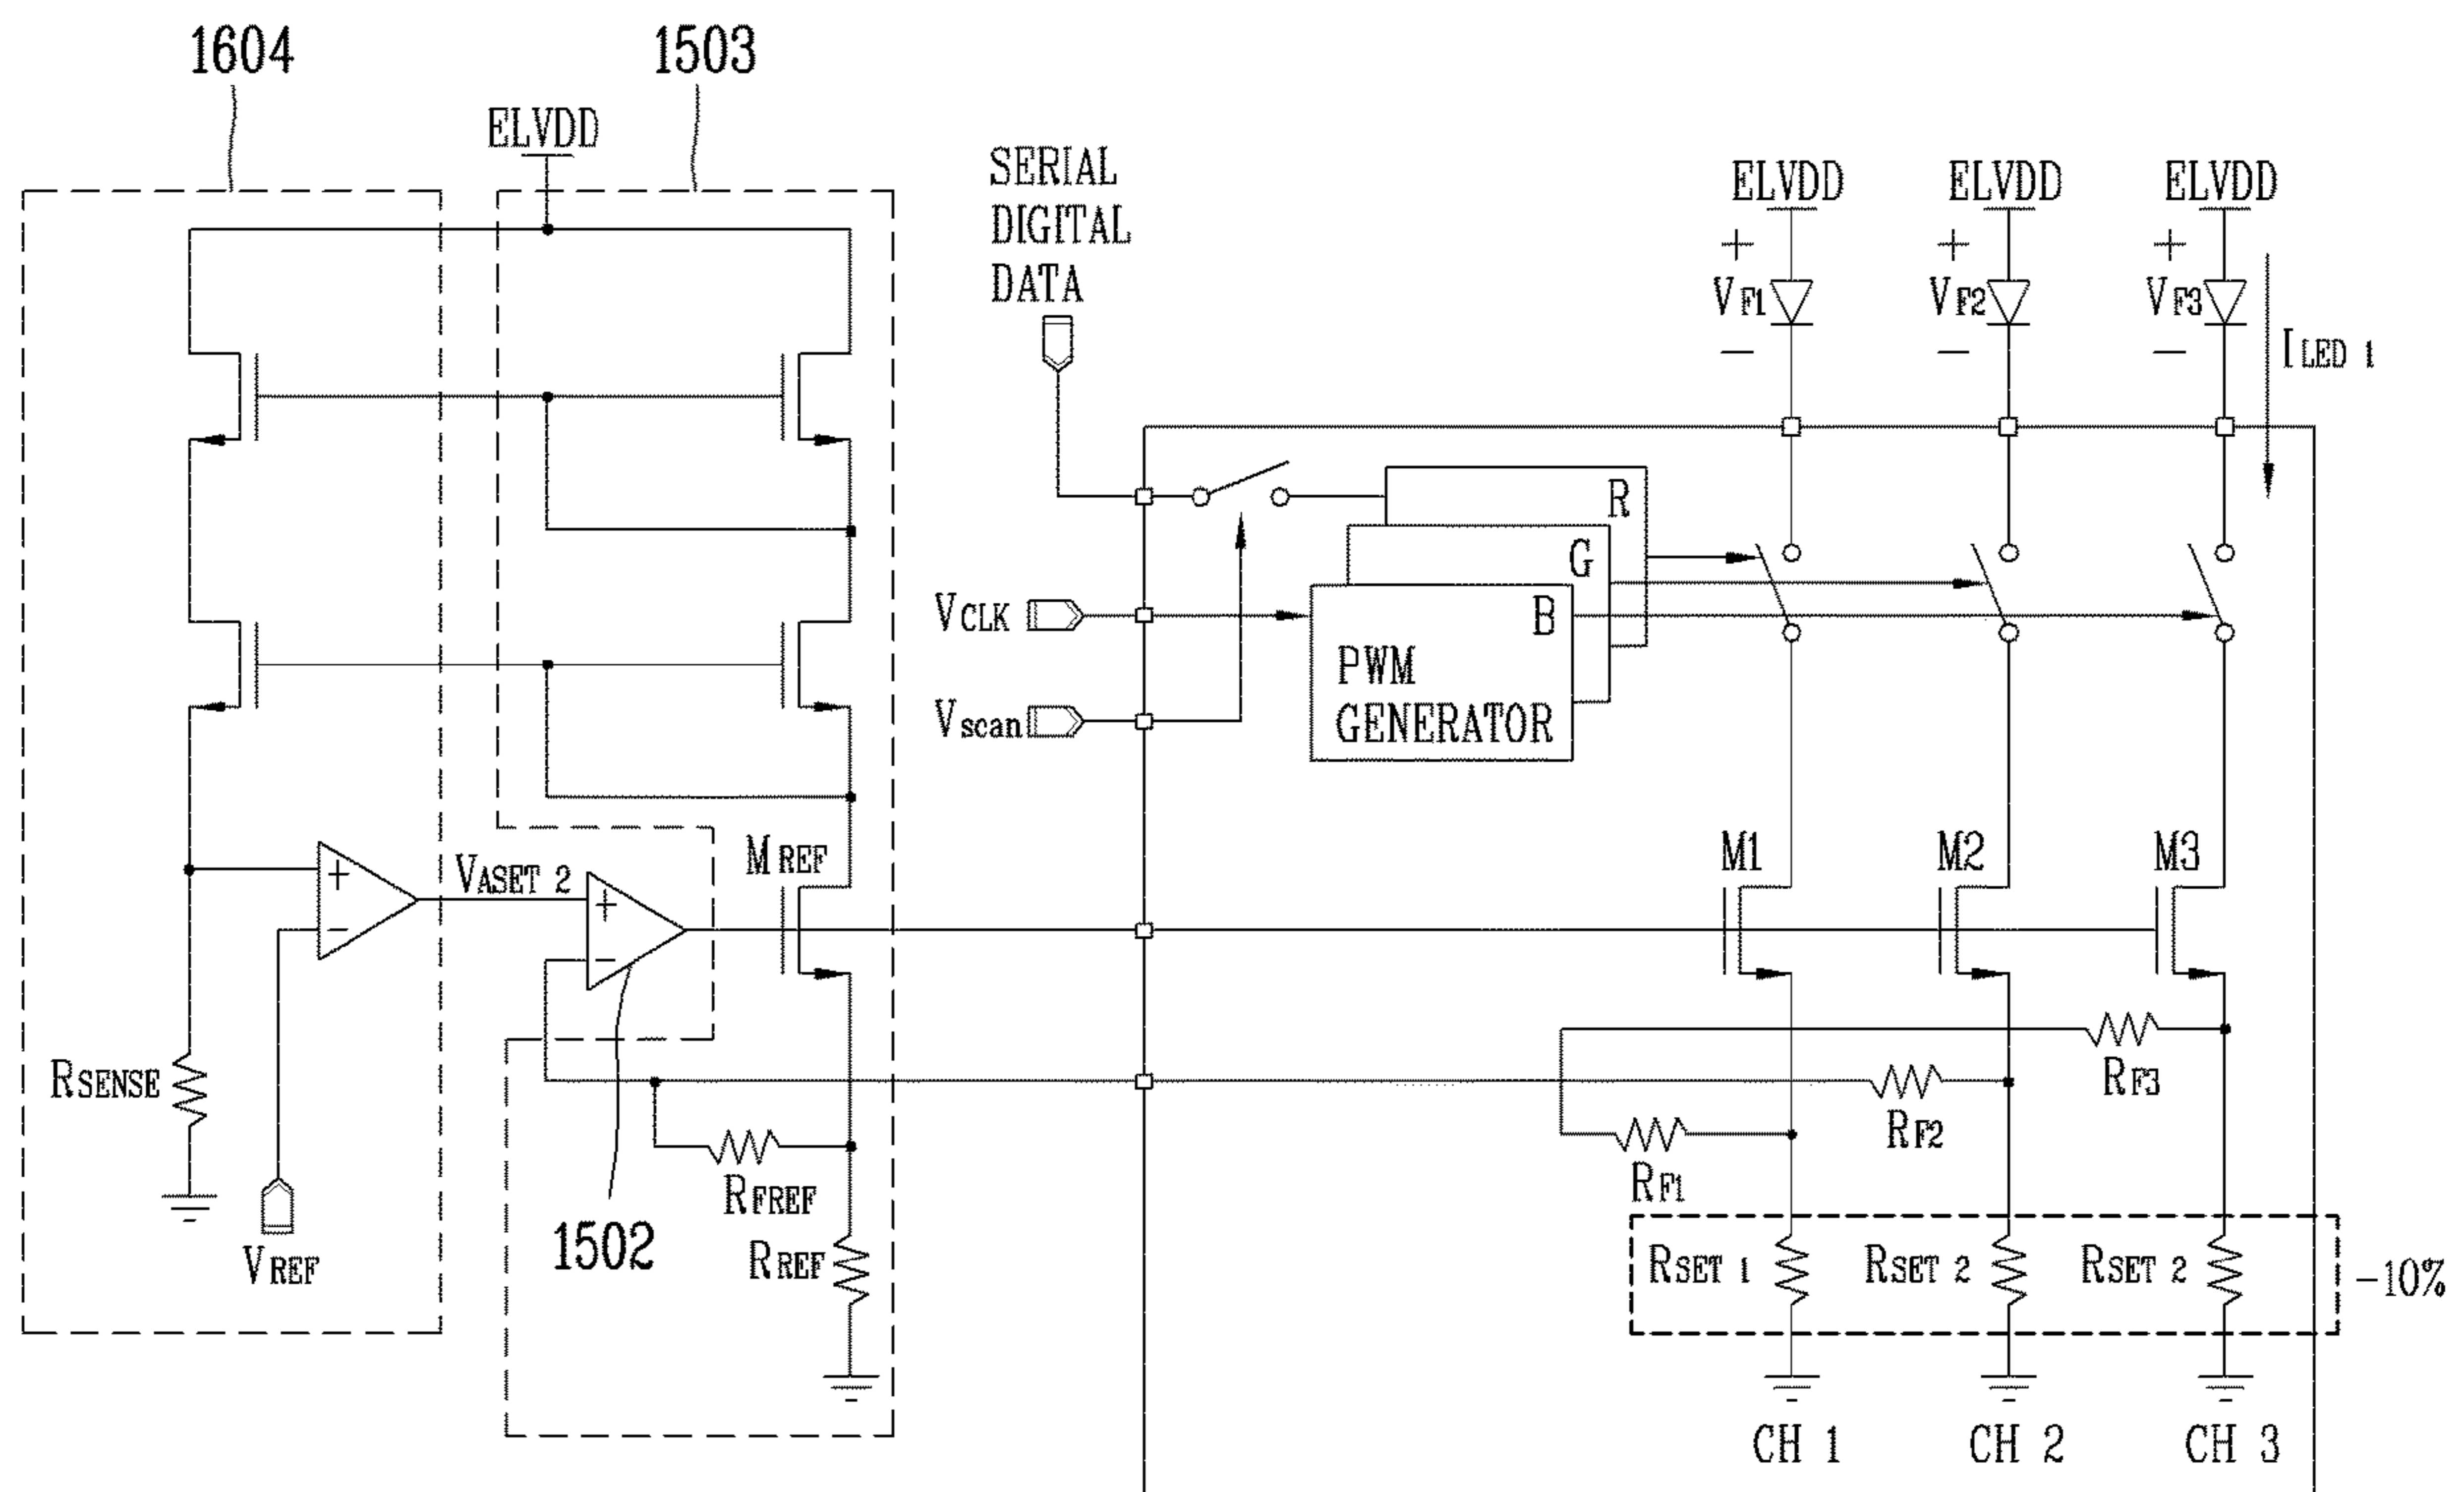 1604
1503
ELVDD
SERIAL
DIGITAL
DATA
ELVDD
ELVDD
ELVDD
+
+
+
VF1
VF2
VF3
−
−
−
ILED 1
R
G
B
PWM
GENERATOR
VCLK
Vscan
MREF
M1
M2
M3
+
−
VASET 2
+
−
RSENSE
RF3
RF2
RF1
RFREF
1502
RREF
VREF
RSET 1
RSET 2
RSET 2
−10%
CH 1
CH 2
CH 3